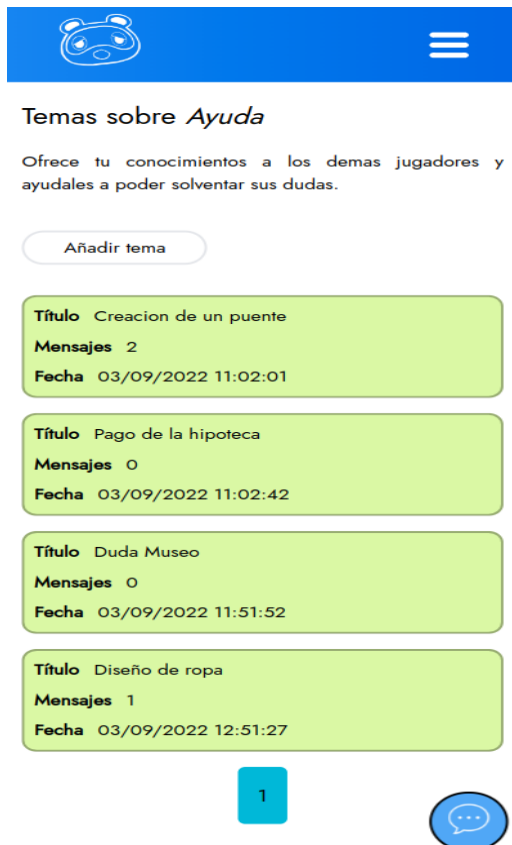 Temas sobre Ayuda
Ofrece tu conocimientos a los demas jugadores y
ayudales a poder solventar sus dudas.
Añadir tema
Título Creacion de un puente
Mensajes 2
Fecha 03/09/2022 11:02:01
Título Pago de la hipoteca
Mensajes 0
Fecha 03/09/2022 11:02:42
Título Duda Museo
Mensajes 0
Fecha 03/09/2022 11:51:52
Título Diseño de ropa
Mensajes 1
Fecha 03/09/2022 12:51:27
1